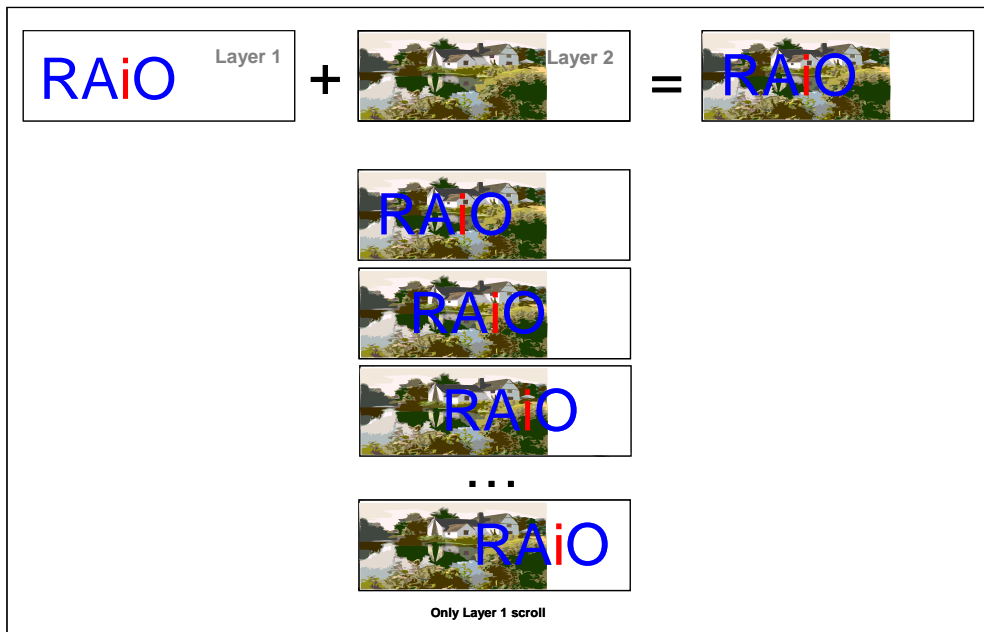 RAiO Layer 1 + Layer 2 = RAiO
RAiO
RAiO
RAiO
...
RAiO
Only Layer 1 scroll